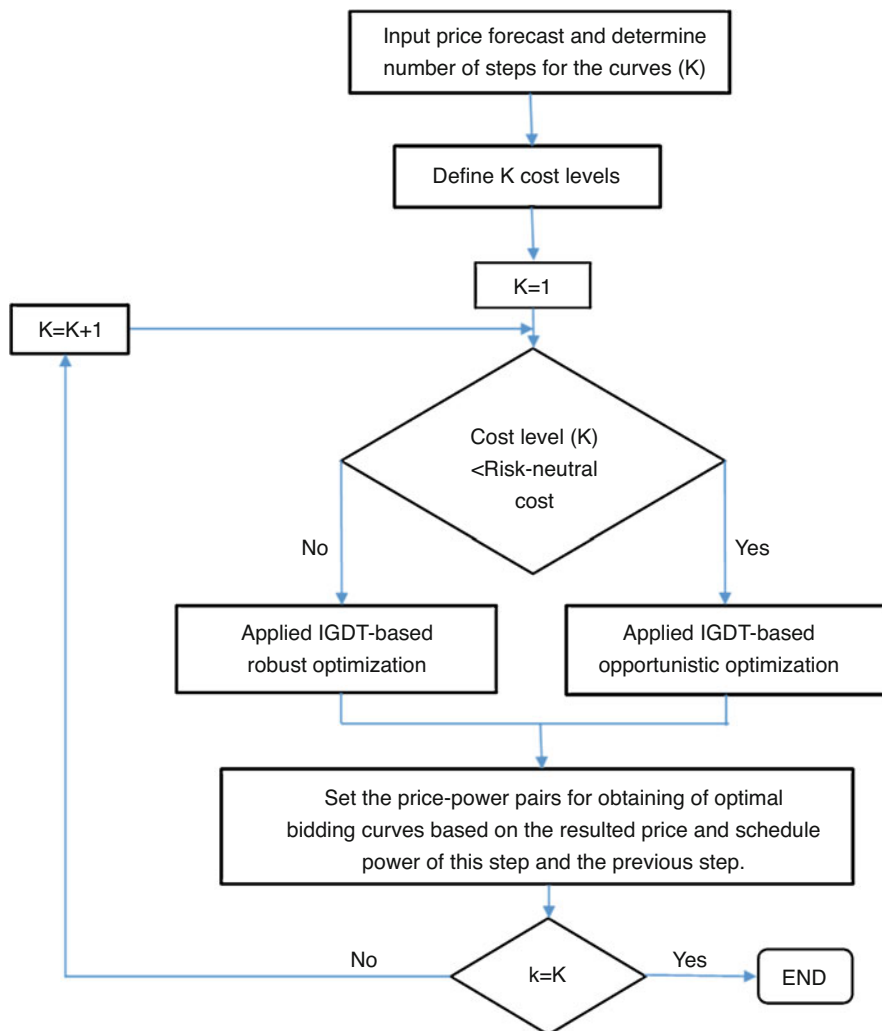 Input price forecast and determine
number of steps for the curves (K)
Define K cost levels
K=1
K=K+1
Cost level (K)
<Risk-neutral
cost
No
Yes
Applied IGDT-based
robust optimization
Applied IGDT-based
opportunistic optimization
Set the price-power pairs for obtaining of optimal
bidding curves based on the resulted price and schedule
power of this step and the previous step.
No
k=K
Yes
END